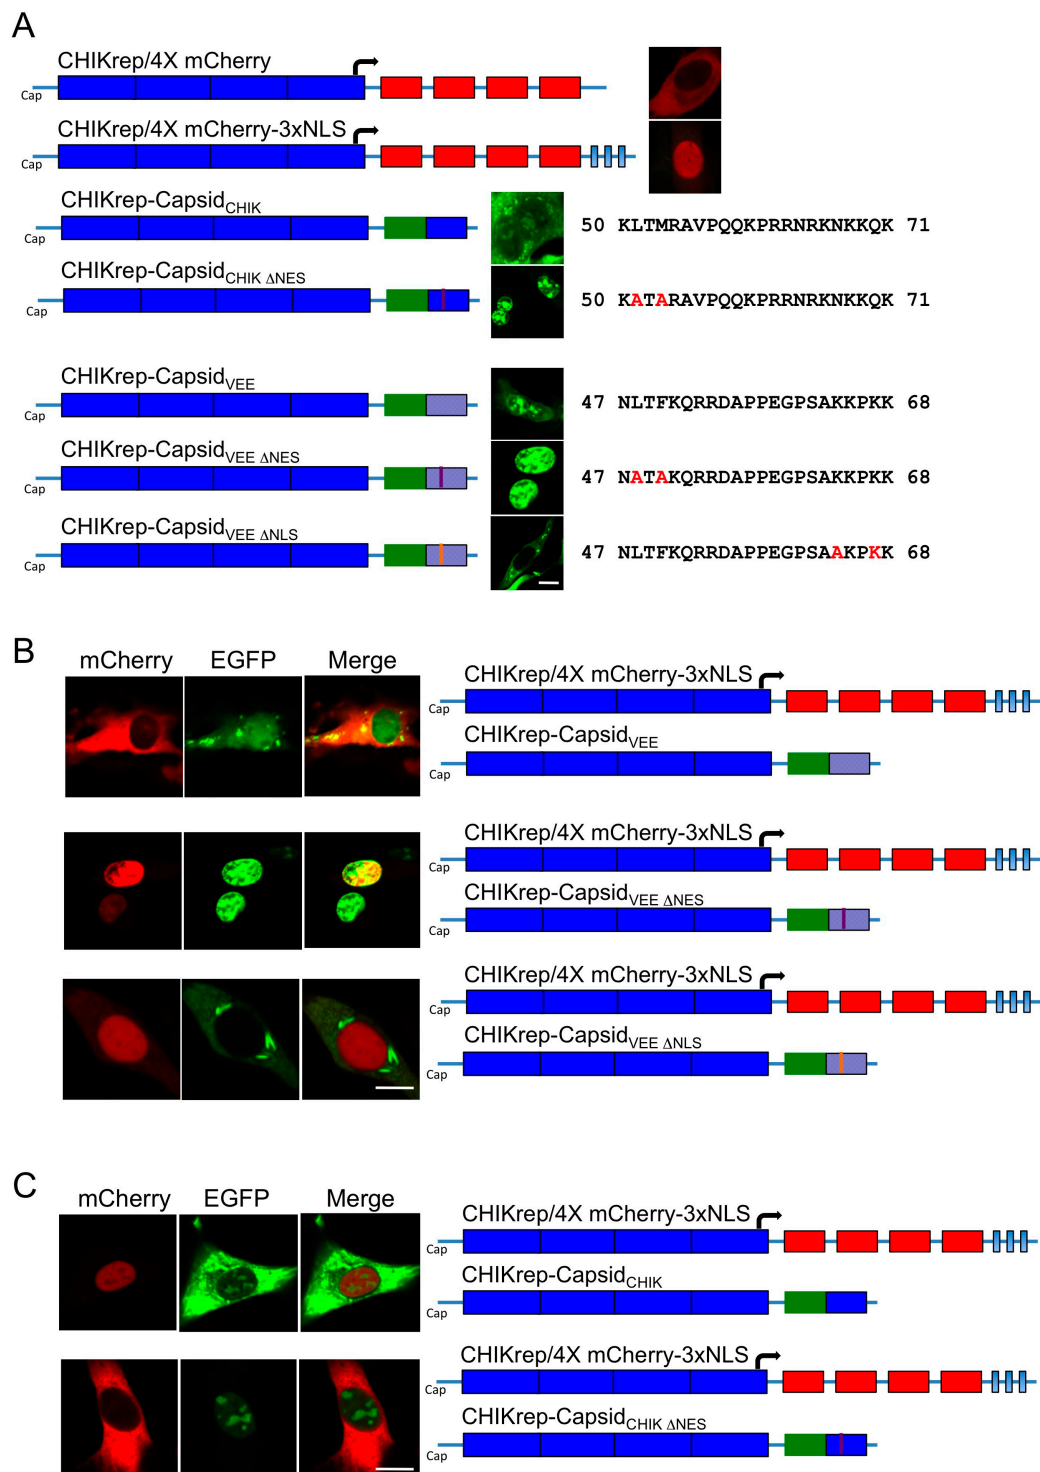 A
CHIKrep/4X mCherry
Cap
CHIKrep/4X mCherry-3xNLS
Cap
CHIKrep-CapsidCHIK
Cap
50 KLTMRAVPQQKPRRNRKNKKQK 71
CHIKrep-CapsidCHIK ΔNES
Cap
50 KATARAVPQQKPRRNRKNKKQK 71
CHIKrep-CapsidVEE
Cap
47 NLTFKQRRDAPPEGPSAKKPKK 68
CHIKrep-CapsidVEE ΔNES
Cap
47 NATAKQRRDAPPEGPSAKKPKK 68
CHIKrep-CapsidVEE ΔNLS
Cap
47 NLTFKQRRDAPPEGPSAAKPKK 68
B
mCherry EGFP Merge
CHIKrep/4X mCherry-3xNLS
Cap
CHIKrep-CapsidVEE
Cap
CHIKrep/4X mCherry-3xNLS
Cap
CHIKrep-CapsidVEE ΔNES
Cap
CHIKrep/4X mCherry-3xNLS
Cap
CHIKrep-CapsidVEE ΔNLS
Cap
C
mCherry EGFP Merge
CHIKrep/4X mCherry-3xNLS
Cap
CHIKrep-CapsidCHIK
Cap
CHIKrep/4X mCherry-3xNLS
Cap
CHIKrep-CapsidCHIK ΔNES
Cap